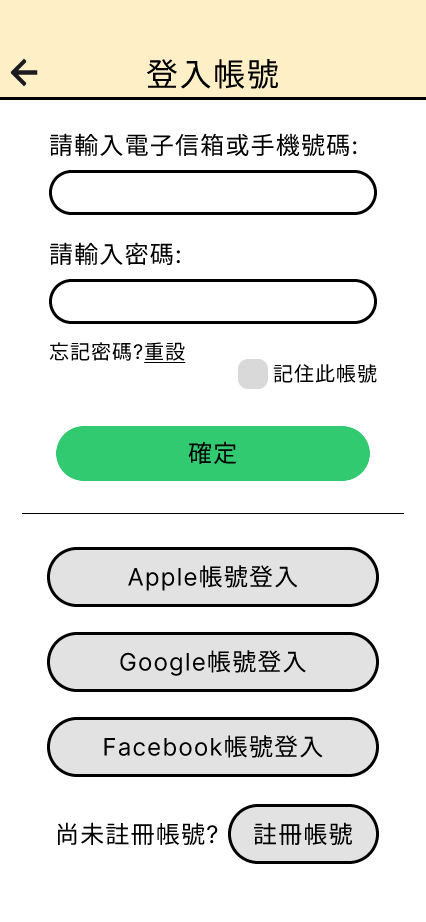 登入帳號
請輸入電子信箱或手機號碼:
請輸入密碼:
忘記密碼?重設
記住此帳號
確定
Apple帳號登入
Google帳號登入
Facebook帳號登入
尚未註冊帳號? 註冊帳號